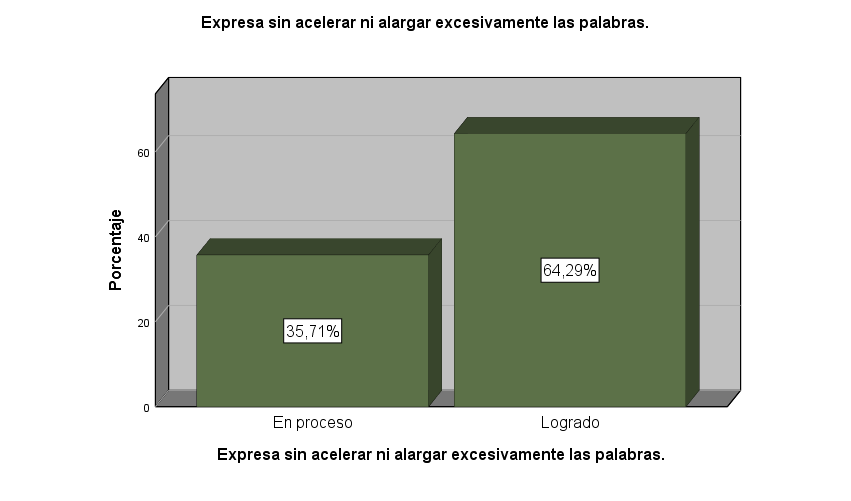 Expresa sin acelerar ni alargar excesivamente las palabras.
60
40
20
0
Porcentaje
35,71%
64,29%
En proceso
Logrado
Expresa sin acelerar ni alargar excesivamente las palabras.